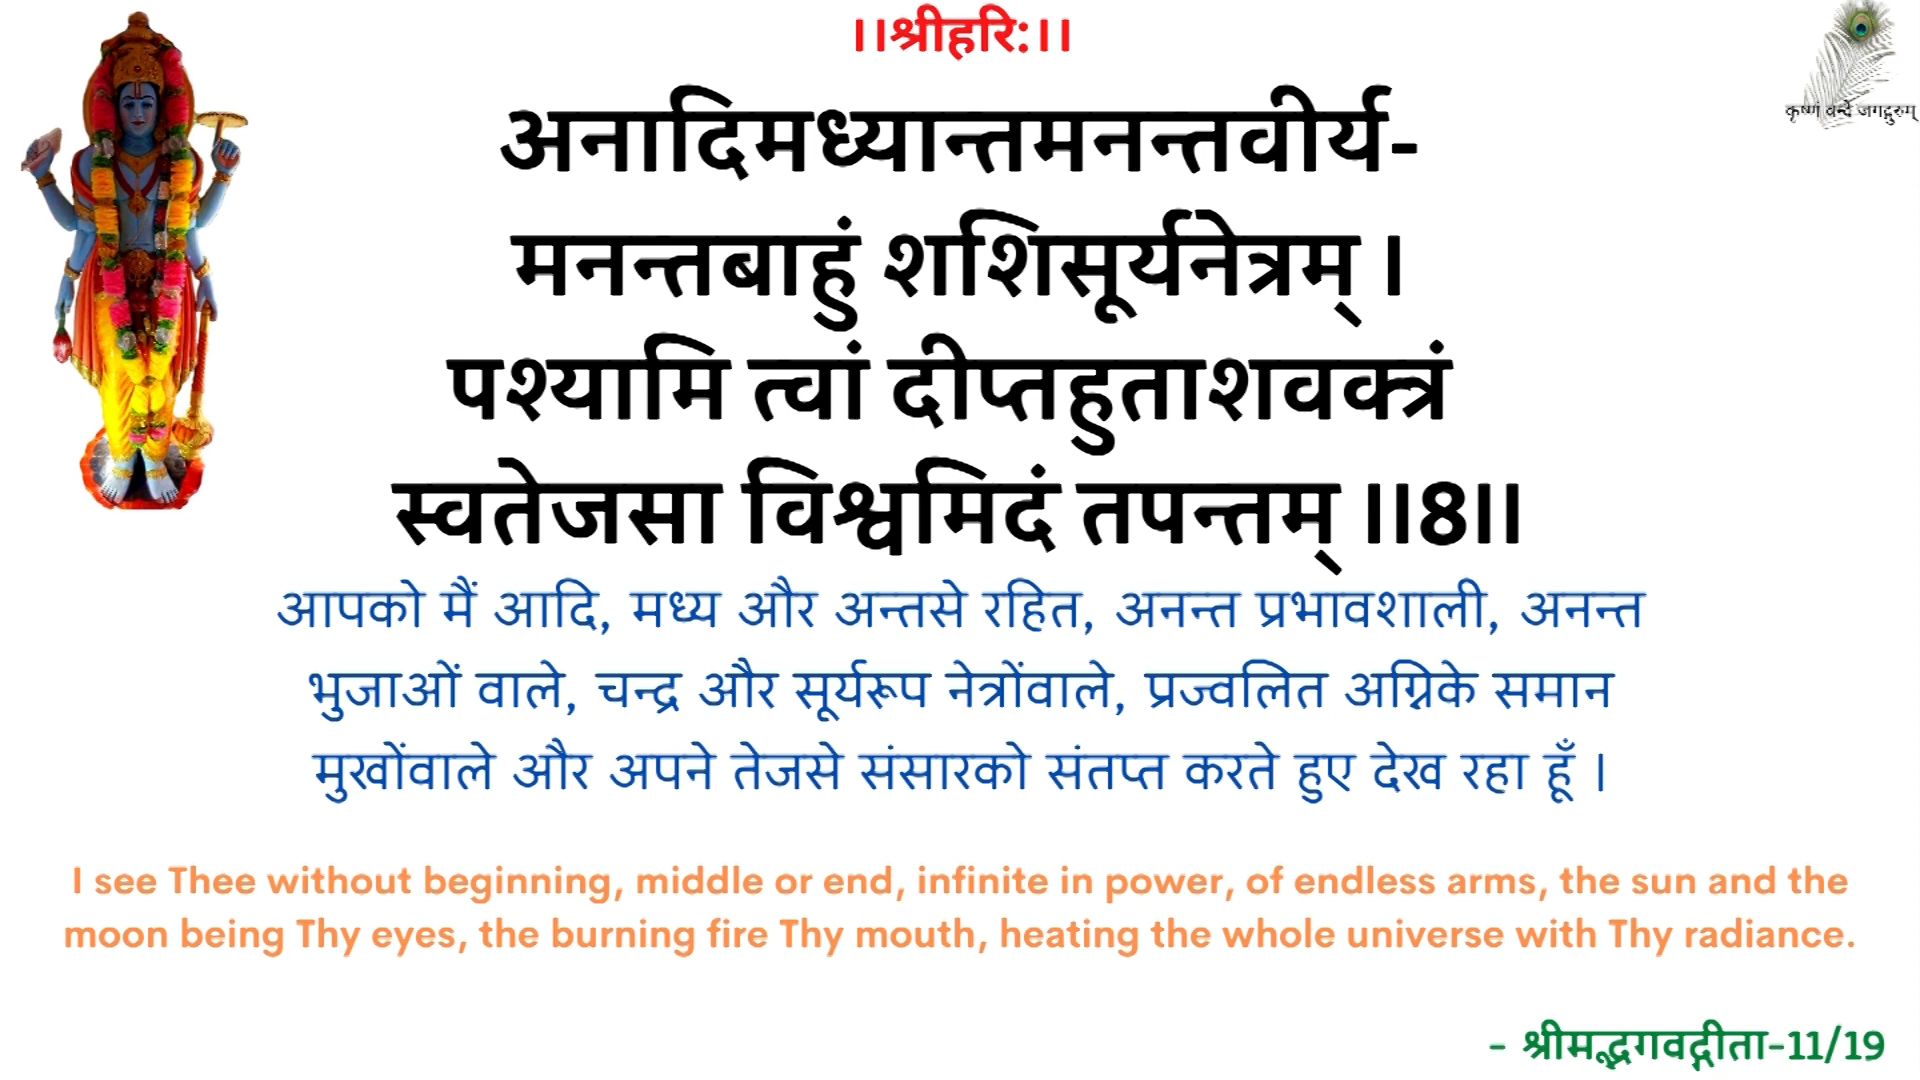 ।।श्रीहरि:।।
कृष्णं वन्दे जगद्गुरुम्
अनादिमध्यान्तमनन्तवीर्य-
मनन्तबाहुं शशिसूर्यनेत्रम् ।
पश्यामि त्वां दीप्तहुताशवक्त्रं
स्वतेजसा विश्वमिदं तपन्तम् ।।8।।
आपको मैं आदि, मध्य और अन्तसे रहित, अनन्त प्रभावशाली, अनन्त
भुजाओं वाले, चन्द्र और सूर्यरूप नेत्रोंवाले, प्रज्वलित अग्निके समान
मुखोंवाले और अपने तेजसे संसारको संतप्त करते हुए देख रहा हूँ ।
I see Thee without beginning, middle or end, infinite in power, of endless arms, the sun and the
moon being Thy eyes, the burning fire Thy mouth, heating the whole universe with Thy radiance.
- श्रीमद्भगवद्गीता-11/19